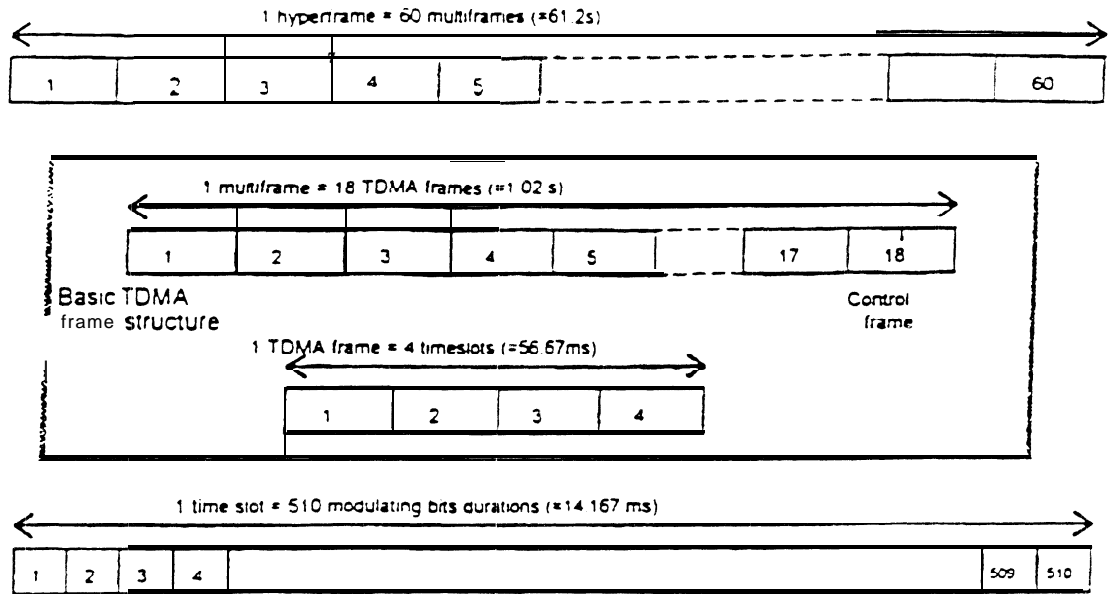 1 hyperframe = 60 multiframes (=61.2s)
1 2 3 4 5 60
1 multiframe = 18 TDMA frames (=1.02 s)
1 2 3 4 5 17 18
Basic TDMA
frame structure
Control
frame
1 TDMA frame = 4 timeslots (=56.67ms)
1 2 3 4
1 time slot = 510 modulating bits durations (=14.167 ms)
1 2 3 4 509 510